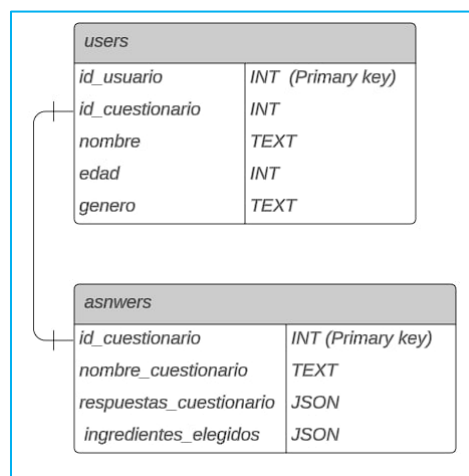 users
id_usuario INT (Primary key)
id_cuestionario INT
nombre TEXT
edad INT
genero TEXT
asnwers
id_cuestionario INT (Primary key)
nombre_cuestionario TEXT
respuestas_cuestionario JSON
ingredientes_elegidos JSON